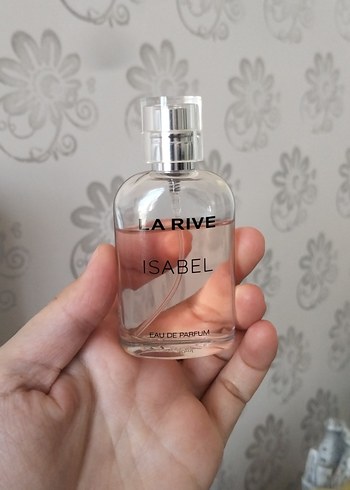 LA RIVE
ISABEL
EAU DE PARFUM